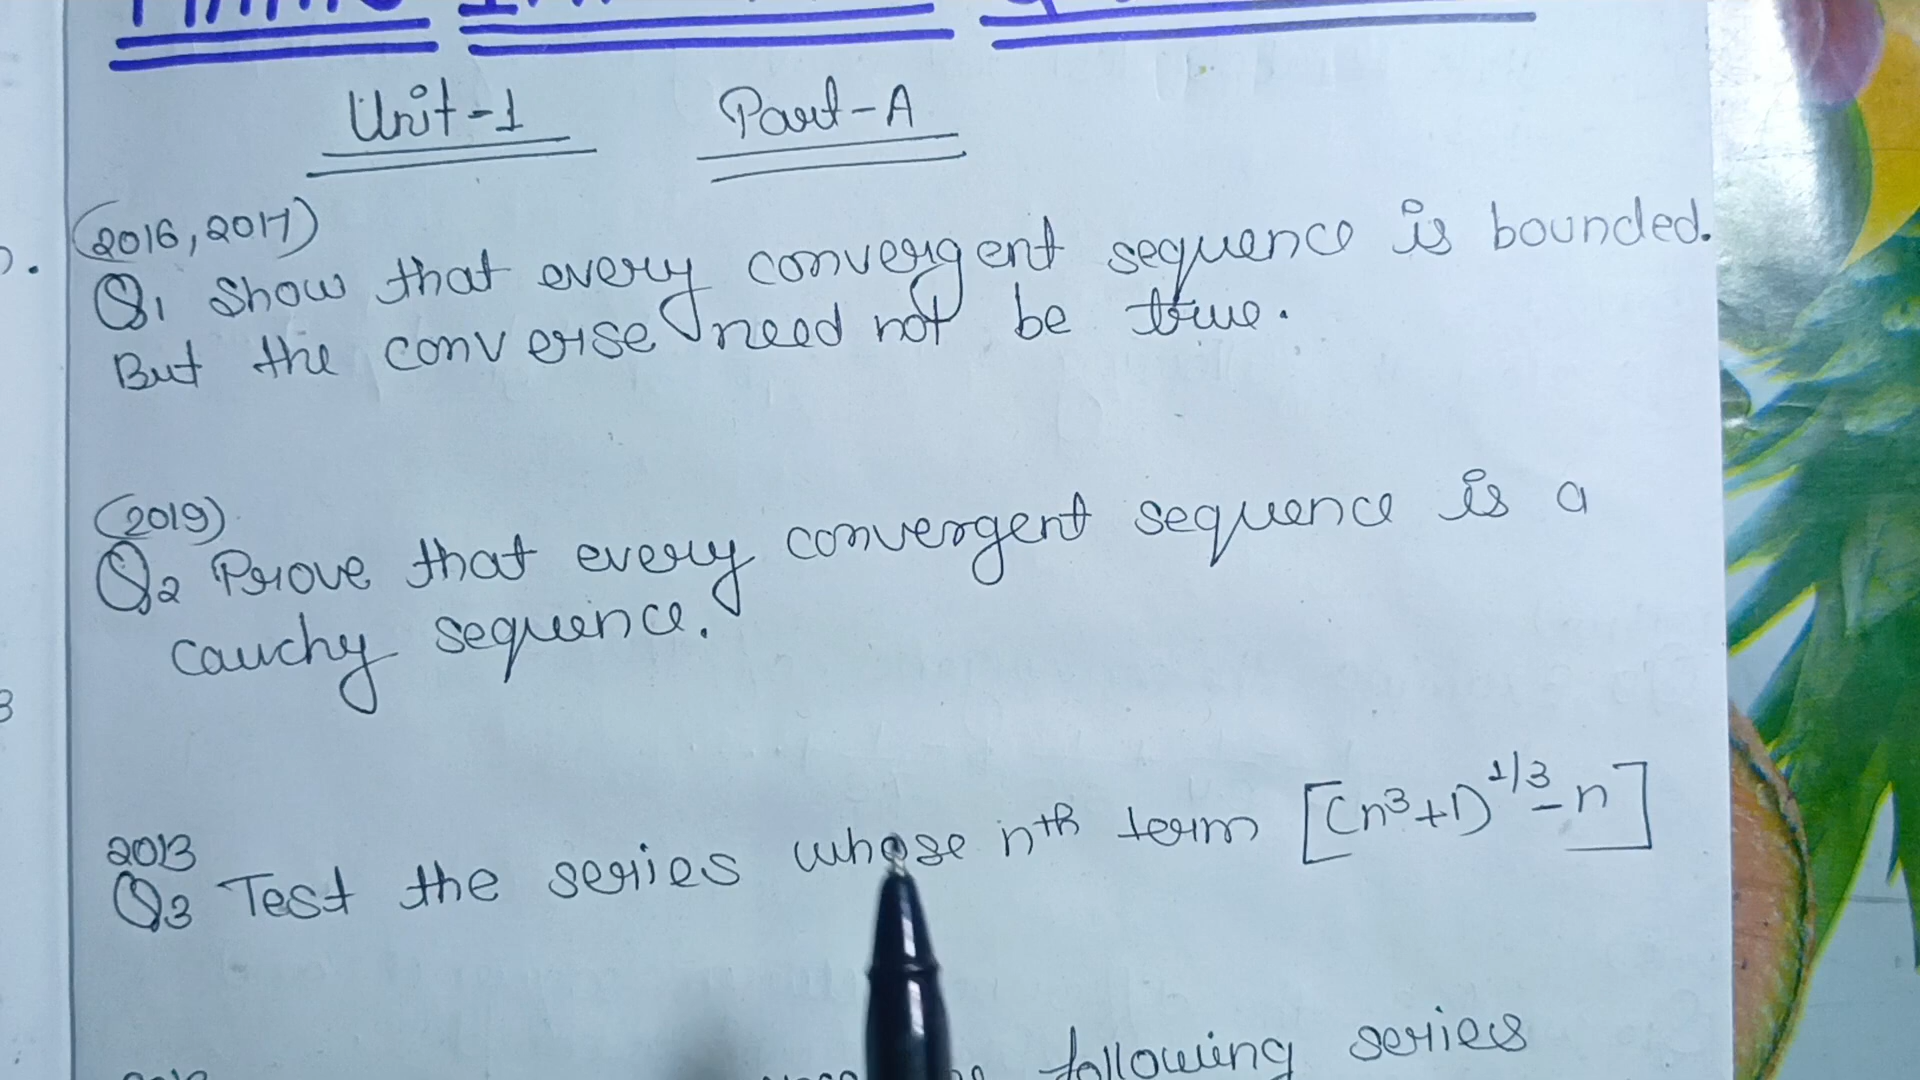 Unit-1 Part-A
(2016, 2017)
Q1 Show that every convergent sequence is bounded.
But the converse need not be true.
(2019)
Q2 Prove that every convergent sequence is a
cauchy sequence.
2013
Q3 Test the series whose nth term [(n³+1)^1/3 - n]
following series